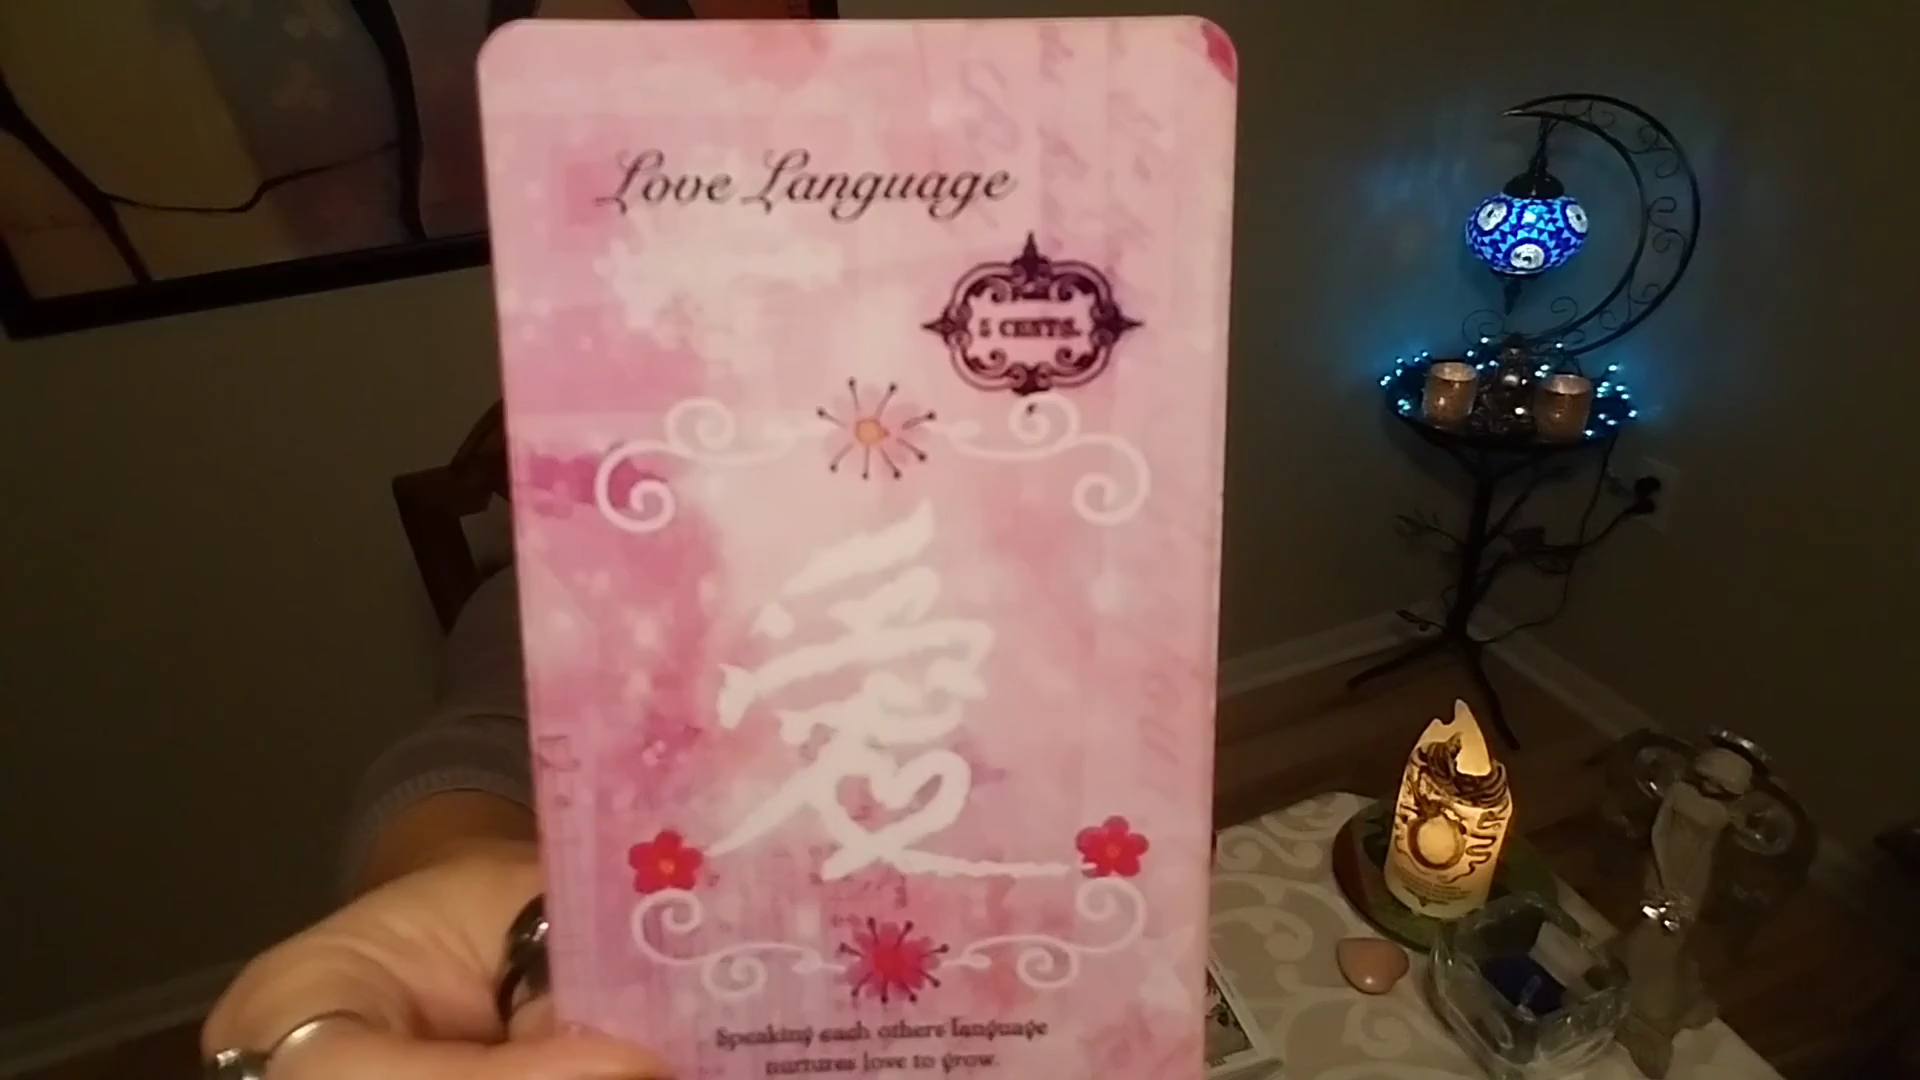 Love Language
5 CENTS.
愛
Speaking each others language
nurtures love to grow.